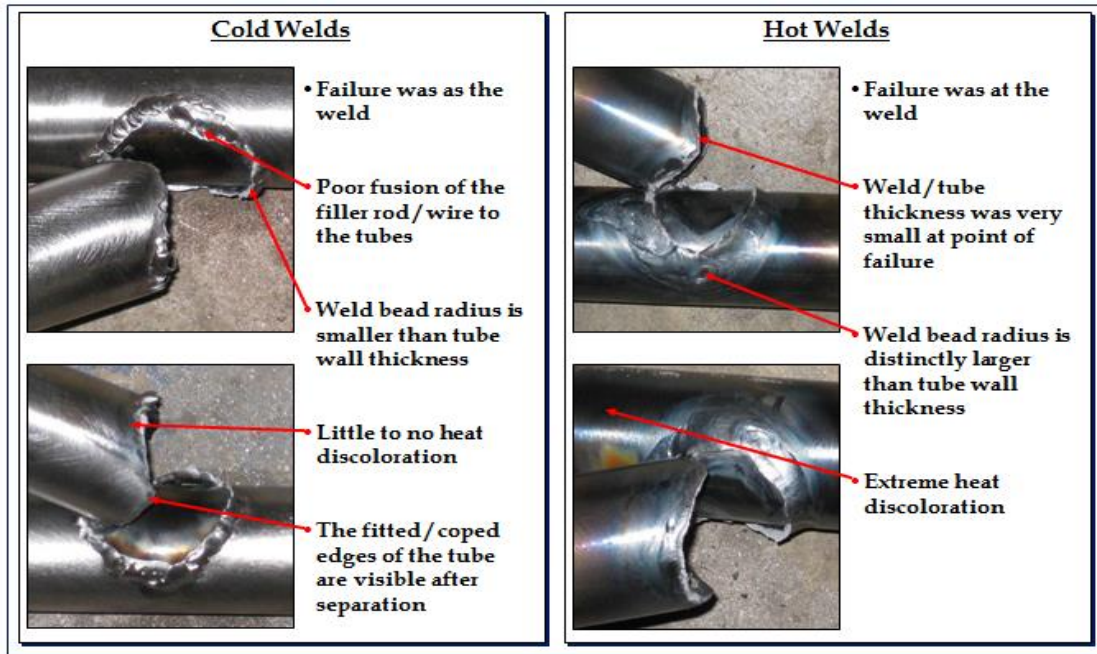 Cold Welds
• Failure was as the
weld
Poor fusion of the
filler rod/wire to
the tubes
Weld bead radius is
smaller than tube
wall thickness
Little to no heat
discoloration
The fitted/coped
edges of the tube
are visible after
separation
Hot Welds
• Failure was at the
weld
Weld/tube
thickness was very
small at point of
failure
Weld bead radius is
distinctly larger
than tube wall
thickness
Extreme heat
discoloration